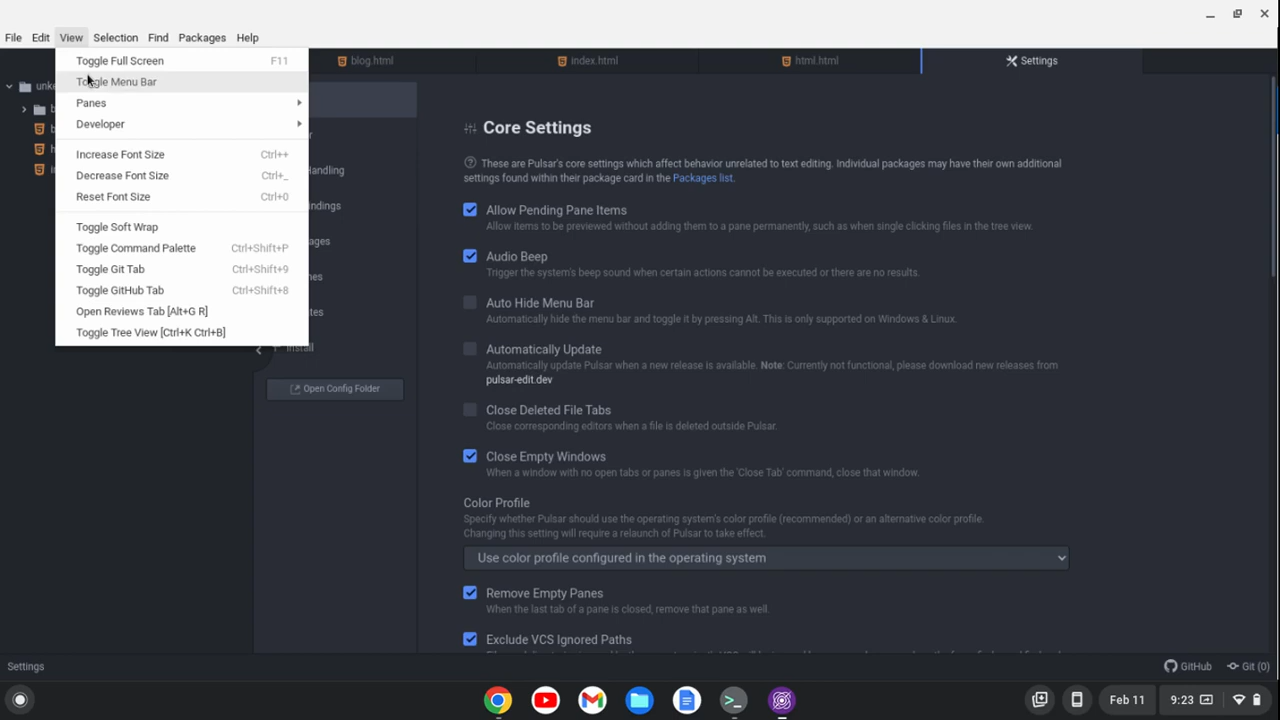 File Edit View Selection Find Packages Help
Toggle Full Screen F11
Toggle Menu Bar
Panes
Developer
Increase Font Size Ctrl++
Decrease Font Size Ctrl+_
Reset Font Size Ctrl+0
Toggle Soft Wrap
Toggle Command Palette Ctrl+Shift+P
Toggle Git Tab Ctrl+Shift+9
Toggle GitHub Tab Ctrl+Shift+8
Open Reviews Tab [Alt+G R]
Toggle Tree View [Ctrl+K Ctrl+B]
blog.html index.html html.html Settings
Open Config Folder
Core Settings
These are Pulsar's core settings which affect behavior unrelated to text editing. Individual packages may have their own additional
settings found within their package card in the Packages list.
Allow Pending Pane Items
Allow items to be previewed without adding them to a pane permanently, such as when single clicking files in the tree view.
Audio Beep
Trigger the system's beep sound when certain actions cannot be executed or there are no results.
Auto Hide Menu Bar
Automatically hide the menu bar and toggle it by pressing Alt. This is only supported on Windows & Linux.
Automatically Update
Automatically update Pulsar when a new release is available. Note: Currently not functional, please download new releases from
pulsar-edit.dev
Close Deleted File Tabs
Close corresponding editors when a file is deleted outside Pulsar.
Close Empty Windows
When a window with no open tabs or panes is given the 'Close Tab' command, close that window.
Color Profile
Specify whether Pulsar should use the operating system's color profile (recommended) or an alternative color profile.
Changing this setting will require a relaunch of Pulsar to take effect.
Use color profile configured in the operating system
Remove Empty Panes
When the last tab of a pane is closed, remove that pane as well.
Exclude VCS Ignored Paths
Settings GitHub Git (0)
Feb 11 9:23